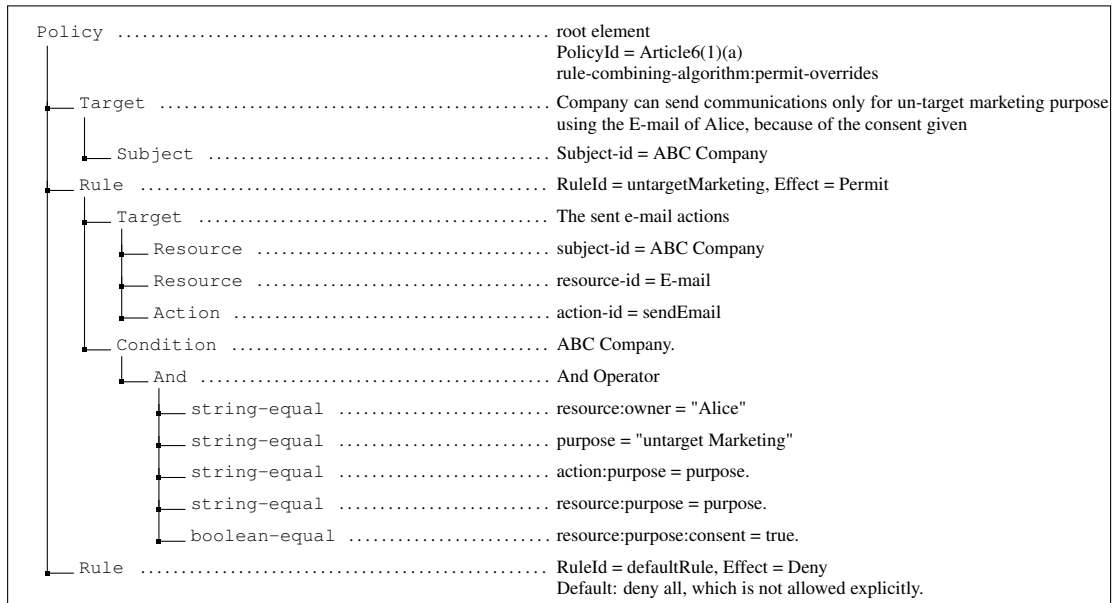 Policy ..................................................... root element
PolicyId = Article6(1)(a)
rule-combining-algorithm:permit-overrides
Target ................................................ Company can send communications only for un-target marketing purpose
using the E-mail of Alice, because of the consent given
Subject .......................................... Subject-id = ABC Company
Rule .................................................. RuleId = untargetMarketing, Effect = Permit
Target ........................................... The sent e-mail actions
Resource .................................... subject-id = ABC Company
Resource .................................... resource-id = E-mail
Action ....................................... action-id = sendEmail
Condition ....................................... ABC Company.
And ........................................... And Operator
string-equal .......................... resource:owner = "Alice"
string-equal .......................... purpose = "untarget Marketing"
string-equal .......................... action:purpose = purpose.
string-equal .......................... resource:purpose = purpose.
boolean-equal ......................... resource:purpose:consent = true.
Rule .................................................. RuleId = defaultRule, Effect = Deny
Default: deny all, which is not allowed explicitly.